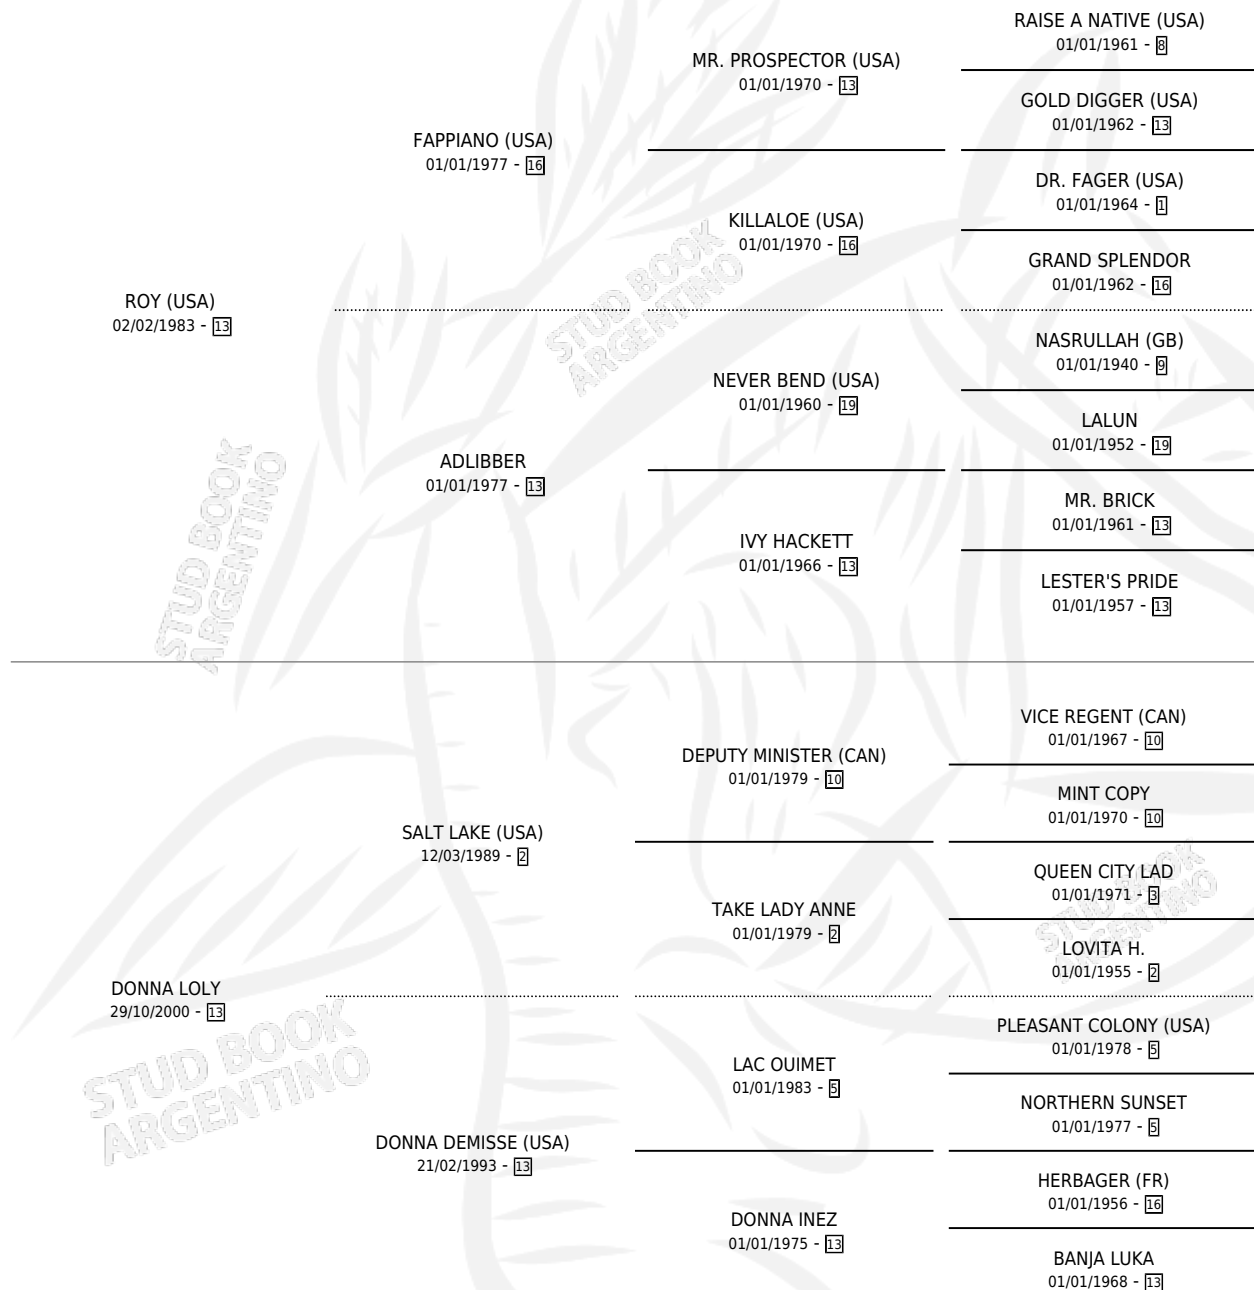 RAISE A NATIVE (USA)
01/01/1961 - 8
MR. PROSPECTOR (USA)
01/01/1970 - 13
GOLD DIGGER (USA)
01/01/1962 - 13
FAPPIANO (USA)
01/01/1977 - 16
DR. FAGER (USA)
01/01/1964 - 1
KILLALOE (USA)
01/01/1970 - 16
GRAND SPLENDOR
01/01/1962 - 16
ROY (USA)
02/02/1983 - 13
STUD BOOK
ARGENTINO
NASRULLAH (GB)
01/01/1940 - 9
NEVER BEND (USA)
01/01/1960 - 19
LALUN
01/01/1952 - 19
ADLIBBER
01/01/1977 - 13
MR. BRICK
01/01/1961 - 13
IVY HACKETT
01/01/1966 - 13
LESTER'S PRIDE
01/01/1957 - 13
STUD BOOK
ARGENTINO
VICE REGENT (CAN)
01/01/1967 - 10
DEPUTY MINISTER (CAN)
01/01/1979 - 10
MINT COPY
01/01/1970 - 10
SALT LAKE (USA)
12/03/1989 - 2
QUEEN CITY LAD
01/01/1971 - 3
TAKE LADY ANNE
01/01/1979 - 2
STUD BOOK
ARGENTINO
LOVITA H.
01/01/1955 - 2
DONNA LOLY
29/10/2000 - 13
STUD BOOK
ARGENTINO
PLEASANT COLONY (USA)
01/01/1978 - 5
LAC OUIMET
01/01/1983 - 5
NORTHERN SUNSET
01/01/1977 - 5
DONNA DEMISSE (USA)
21/02/1993 - 13
HERBAGER (FR)
01/01/1956 - 16
DONNA INEZ
01/01/1975 - 13
BANJA LUKA
01/01/1968 - 13